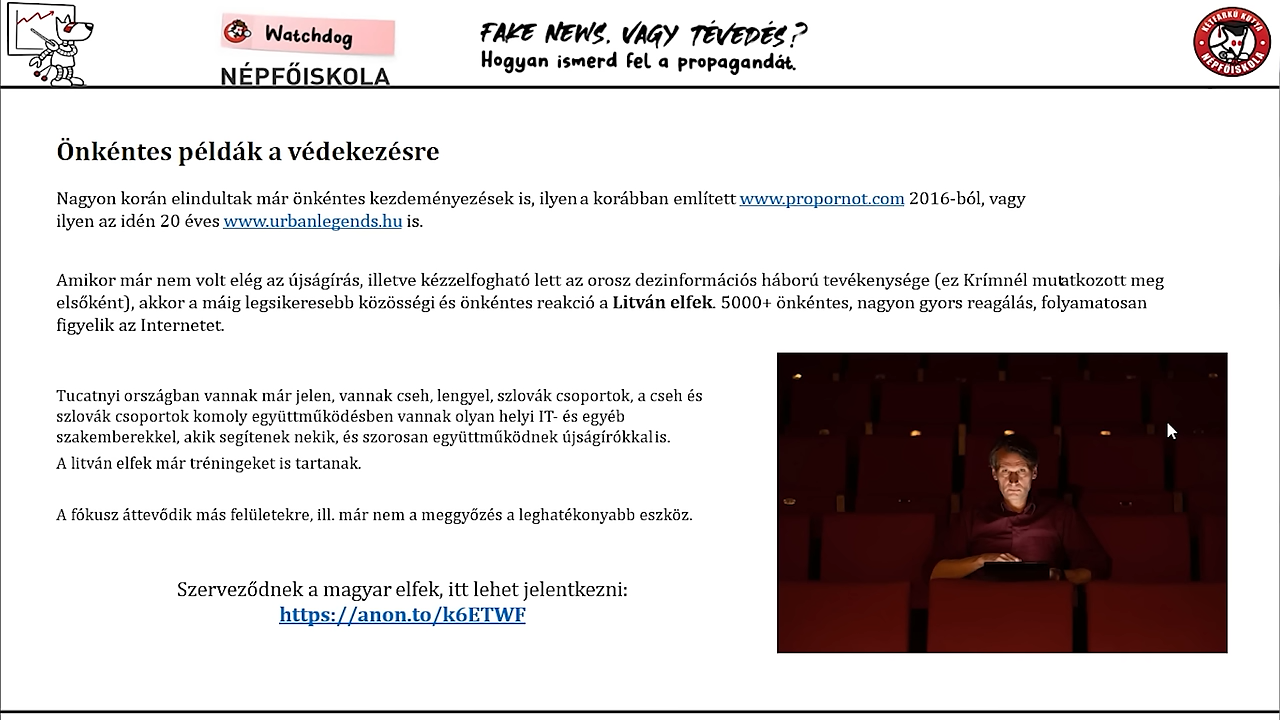 Watchdog
NÉPFŐISKOLA
FAKE NEWS, VAGY TÉVEDÉS?
Hogyan ismerd fel a propagandát.
KÉTFARKÚ KUTYA
NÉPFŐISKOLA
Önkéntes példák a védekezésre
Nagyon korán elindultak már önkéntes kezdeményezések is, ilyen a korábban említett www.propornot.com 2016-ból, vagy
ilyen az idén 20 éves www.urbanlegends.hu is.
Amikor már nem volt elég az újságírás, illetve kézzelfogható lett az orosz dezinformációs háború tevékenysége (ez Krímnél mutatkozott meg
elsőként), akkor a máig legsikeresebb közösségi és önkéntes reakció a Litván elfek. 5000+ önkéntes, nagyon gyors reagálás, folyamatosan
figyelik az Internetet.
Tucatnyi országban vannak már jelen, vannak cseh, lengyel, szlovák csoportok, a cseh és
szlovák csoportok komoly együttműködésben vannak olyan helyi IT- és egyéb
szakemberekkel, akik segítenek nekik, és szorosan együttműködnek újságírókkal is.
A litván elfek már tréningeket is tartanak.
A fókusz áttevődik más felületekre, ill. már nem a meggyőzés a leghatékonyabb eszköz.
Szerveződnek a magyar elfek, itt lehet jelentkezni:
https://anon.to/k6ETWF